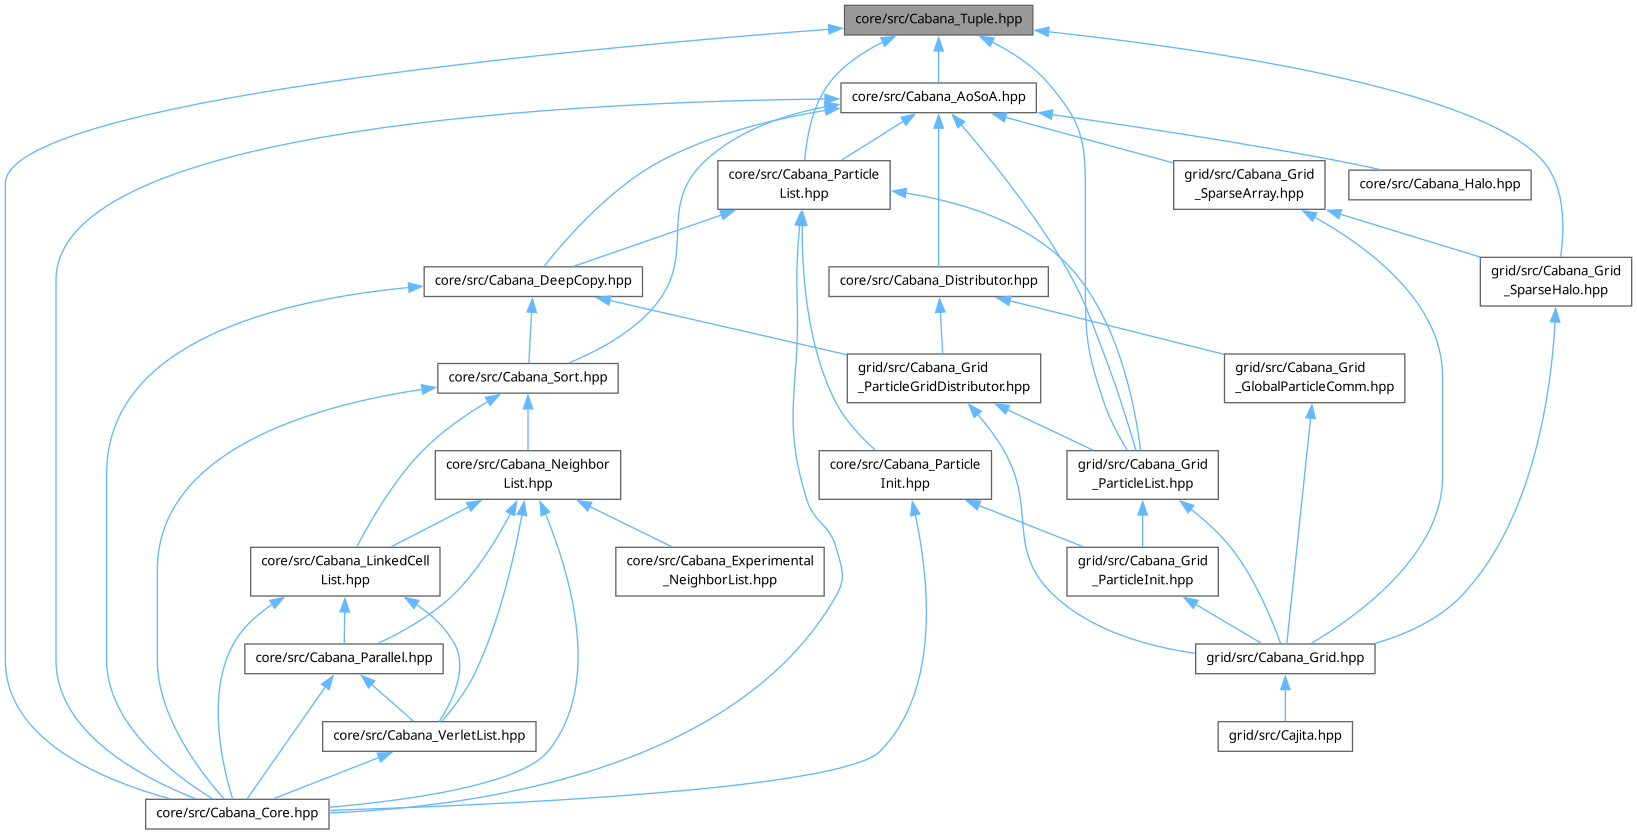 core/src/Cabana_Tuple.hpp
core/src/Cabana_AoSoA.hpp
core/src/Cabana_Particle
List.hpp
grid/src/Cabana_Grid
_SparseArray.hpp
core/src/Cabana_Halo.hpp
core/src/Cabana_DeepCopy.hpp
core/src/Cabana_Distributor.hpp
grid/src/Cabana_Grid
_SparseHalo.hpp
core/src/Cabana_Sort.hpp
grid/src/Cabana_Grid
_ParticleGridDistributor.hpp
grid/src/Cabana_Grid
_GlobalParticleComm.hpp
core/src/Cabana_Neighbor
List.hpp
core/src/Cabana_Particle
Init.hpp
grid/src/Cabana_Grid
_ParticleList.hpp
core/src/Cabana_LinkedCell
List.hpp
core/src/Cabana_Experimental
_NeighborList.hpp
grid/src/Cabana_Grid
_ParticleInit.hpp
core/src/Cabana_Parallel.hpp
grid/src/Cabana_Grid.hpp
core/src/Cabana_VerletList.hpp
grid/src/Cajita.hpp
core/src/Cabana_Core.hpp